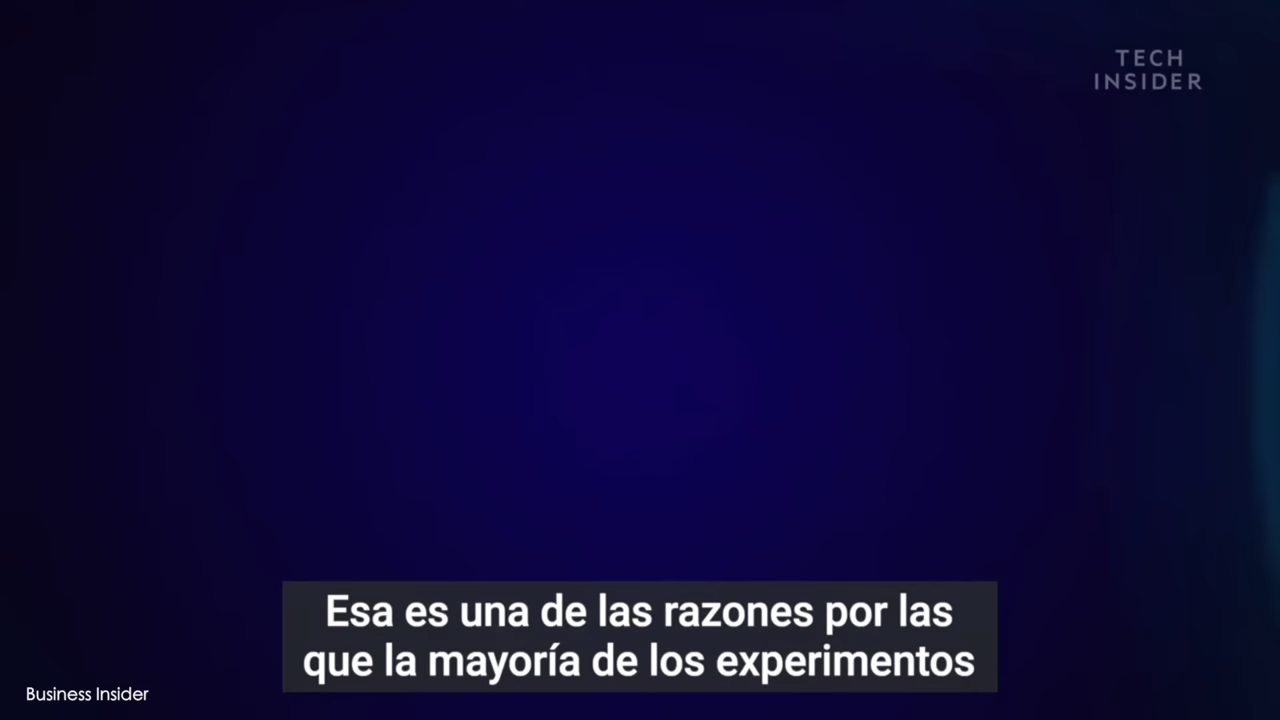 TECH
INSIDER
Esa es una de las razones por las
que la mayoría de los experimentos
Business Insider